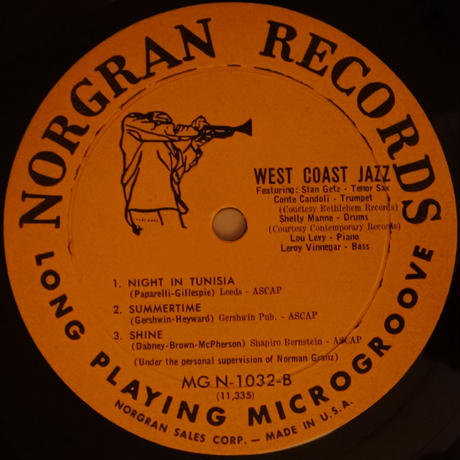 NORGRAN RECORDS
WEST COAST JAZZ
Featuring: Stan Getz - Tenor Sax
Conte Candoli - Trumpet
(Courtesy Bethlehem Records)
Shelly Manne - Drums
(Courtesy Contemporary Records)
Lou Levy - Piano
Leroy Vinnegar - Bass
1. NIGHT IN TUNISIA
(Paparelli-Gillespie) Leeds - ASCAP
2. SUMMERTIME
(Gershwin-Heyward) Gershwin Pub. - ASCAP
3. SHINE
(Dabney-Brown-McPherson) Shapiro Bernstein - ASCAP
(Under the personal supervision of Norman Granz)
MG N-1032-B
(11,335)
LONG PLAYING MICROGROOVE
NORGRAN SALES CORP. — MADE IN U.S.A.